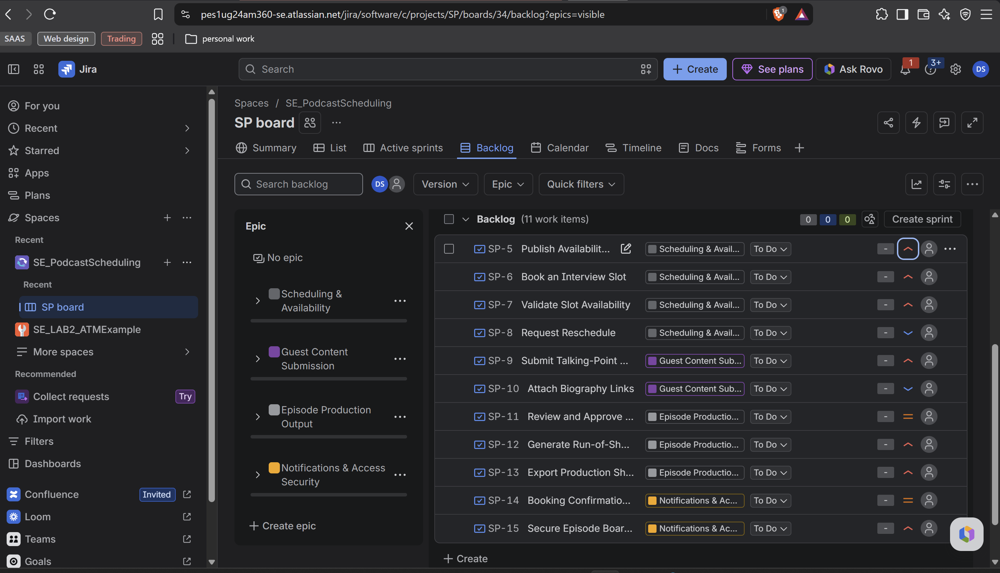 pes1ug24am360-se.atlassian.net/jira/software/c/projects/SP/boards/34/backlog?epics=visible
1
SAAS
Web design
Trading
personal work
Jira
Search
Create
See plans
Ask Rovo
1
3+
DS
For you
Recent
Starred
Apps
Plans
Spaces
Recent
SE_PodcastScheduling
Recent
SP board
SE_LAB2_ATMExample
More spaces
Recommended
Collect requests
Try
Import work
Filters
Dashboards
Confluence
Invited
Loom
Teams
Goals
Spaces / SE_PodcastScheduling
SP board
Summary
List
Active sprints
Backlog
Calendar
Timeline
Docs
Forms
Search backlog
DS
Version
Epic
Quick filters
Epic
No epic
Scheduling &
Availability
Guest Content
Submission
Episode Production
Output
Notifications & Access
Security
Create epic
Backlog (11 work items)
0 0 0
Create sprint
SP-5 Publish Availabilit... Scheduling & Avail... To Do -
SP-6 Book an Interview Slot Scheduling & Avail... To Do -
SP-7 Validate Slot Availability Scheduling & Avail... To Do -
SP-8 Request Reschedule Scheduling & Avail... To Do -
SP-9 Submit Talking-Point ... Guest Content Sub... To Do -
SP-10 Attach Biography Links Guest Content Sub... To Do -
SP-11 Review and Approve ... Episode Productio... To Do -
SP-12 Generate Run-of-Sh... Episode Productio... To Do -
SP-13 Export Production Sh... Episode Productio... To Do -
SP-14 Booking Confirmatio... Notifications & Ac... To Do -
SP-15 Secure Episode Boar... Notifications & Ac... To Do -
Create